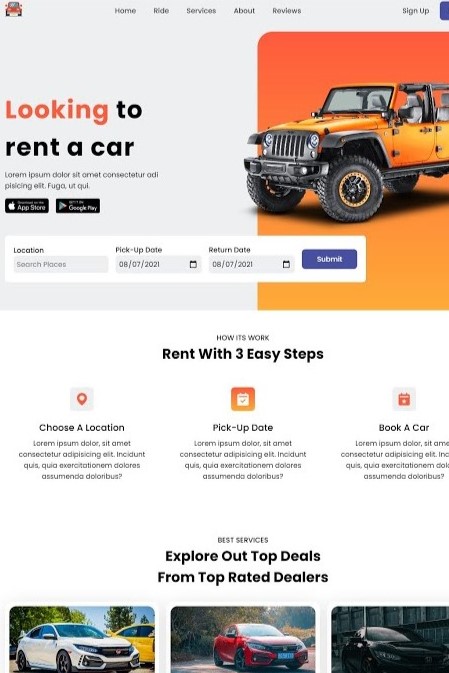 Home Ride Services About Reviews Sign Up
Looking to
rent a car
Lorem ipsum dolor sit amet consectetur adi
pisicing elit. Fuga, ut qui.
Download on the GET IT ON
App Store Google Play
Location Pick-Up Date Return Date
Search Places 08/07/2021 08/07/2021 Submit
HOW ITS WORK
Rent With 3 Easy Steps
Choose A Location Pick-Up Date Book A Car
Lorem ipsum dolor, sit amet Lorem ipsum dolor, sit amet Lorem ipsum dolor, sit ame
consectetur adipisicing elit. Incidunt consectetur adipisicing elit. Incidunt consectetur adipisicing elit. Inc
quis, quia exercitationem dolores quis, quia exercitationem dolores quis, quia exercitationem dol
assumenda doloribus? assumenda doloribus? assumenda doloribus?
BEST SERVICES
Explore Out Top Deals
From Top Rated Dealers